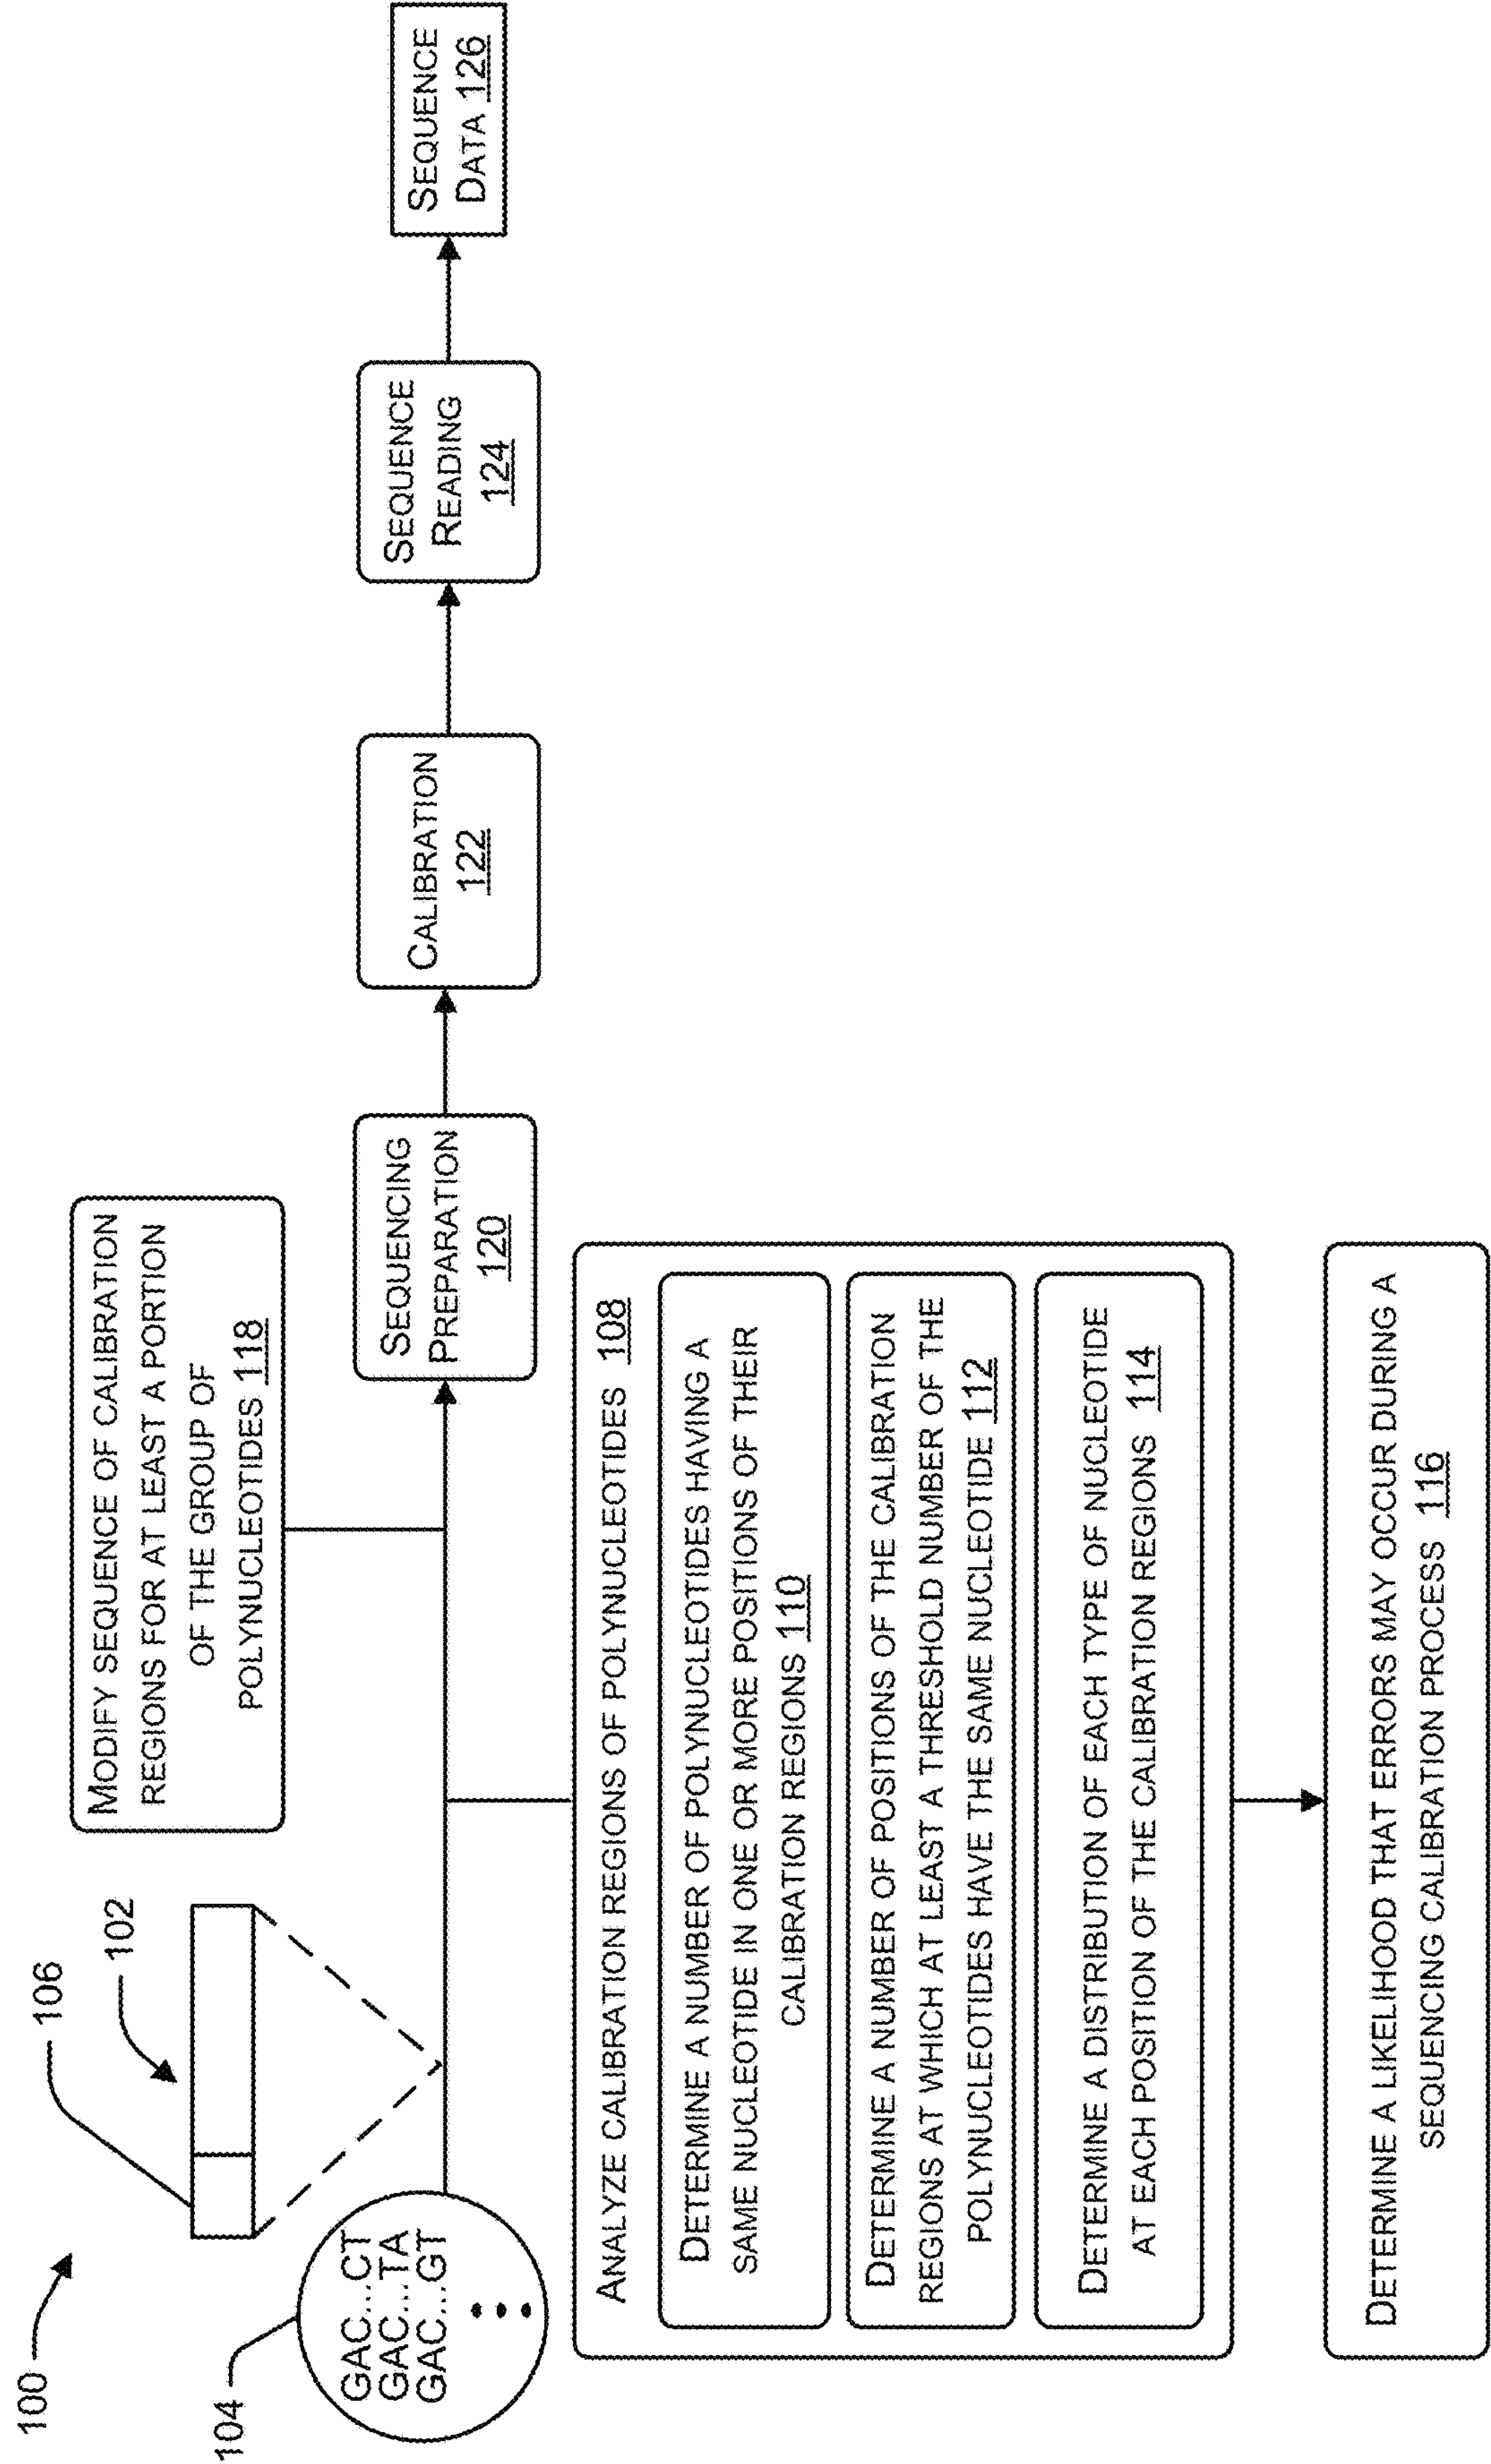 100
106
102
104
GAC...CT
GAC...TA
GAC...GT
MODIFY SEQUENCE OF CALIBRATION
REGIONS FOR AT LEAST A PORTION
OF THE GROUP OF
POLYNUCLEOTIDES 118
SEQUENCING
PREPARATION
120
CALIBRATION
122
SEQUENCE
READING
124
SEQUENCE
DATA 126
ANALYZE CALIBRATION REGIONS OF POLYNUCLEOTIDES 108
DETERMINE A NUMBER OF POLYNUCLEOTIDES HAVING A
SAME NUCLEOTIDE IN ONE OR MORE POSITIONS OF THEIR
CALIBRATION REGIONS 110
DETERMINE A NUMBER OF POSITIONS OF THE CALIBRATION
REGIONS AT WHICH AT LEAST A THRESHOLD NUMBER OF THE
POLYNUCLEOTIDES HAVE THE SAME NUCLEOTIDE 112
DETERMINE A DISTRIBUTION OF EACH TYPE OF NUCLEOTIDE
AT EACH POSITION OF THE CALIBRATION REGIONS 114
DETERMINE A LIKELIHOOD THAT ERRORS MAY OCCUR DURING A
SEQUENCING CALIBRATION PROCESS 116